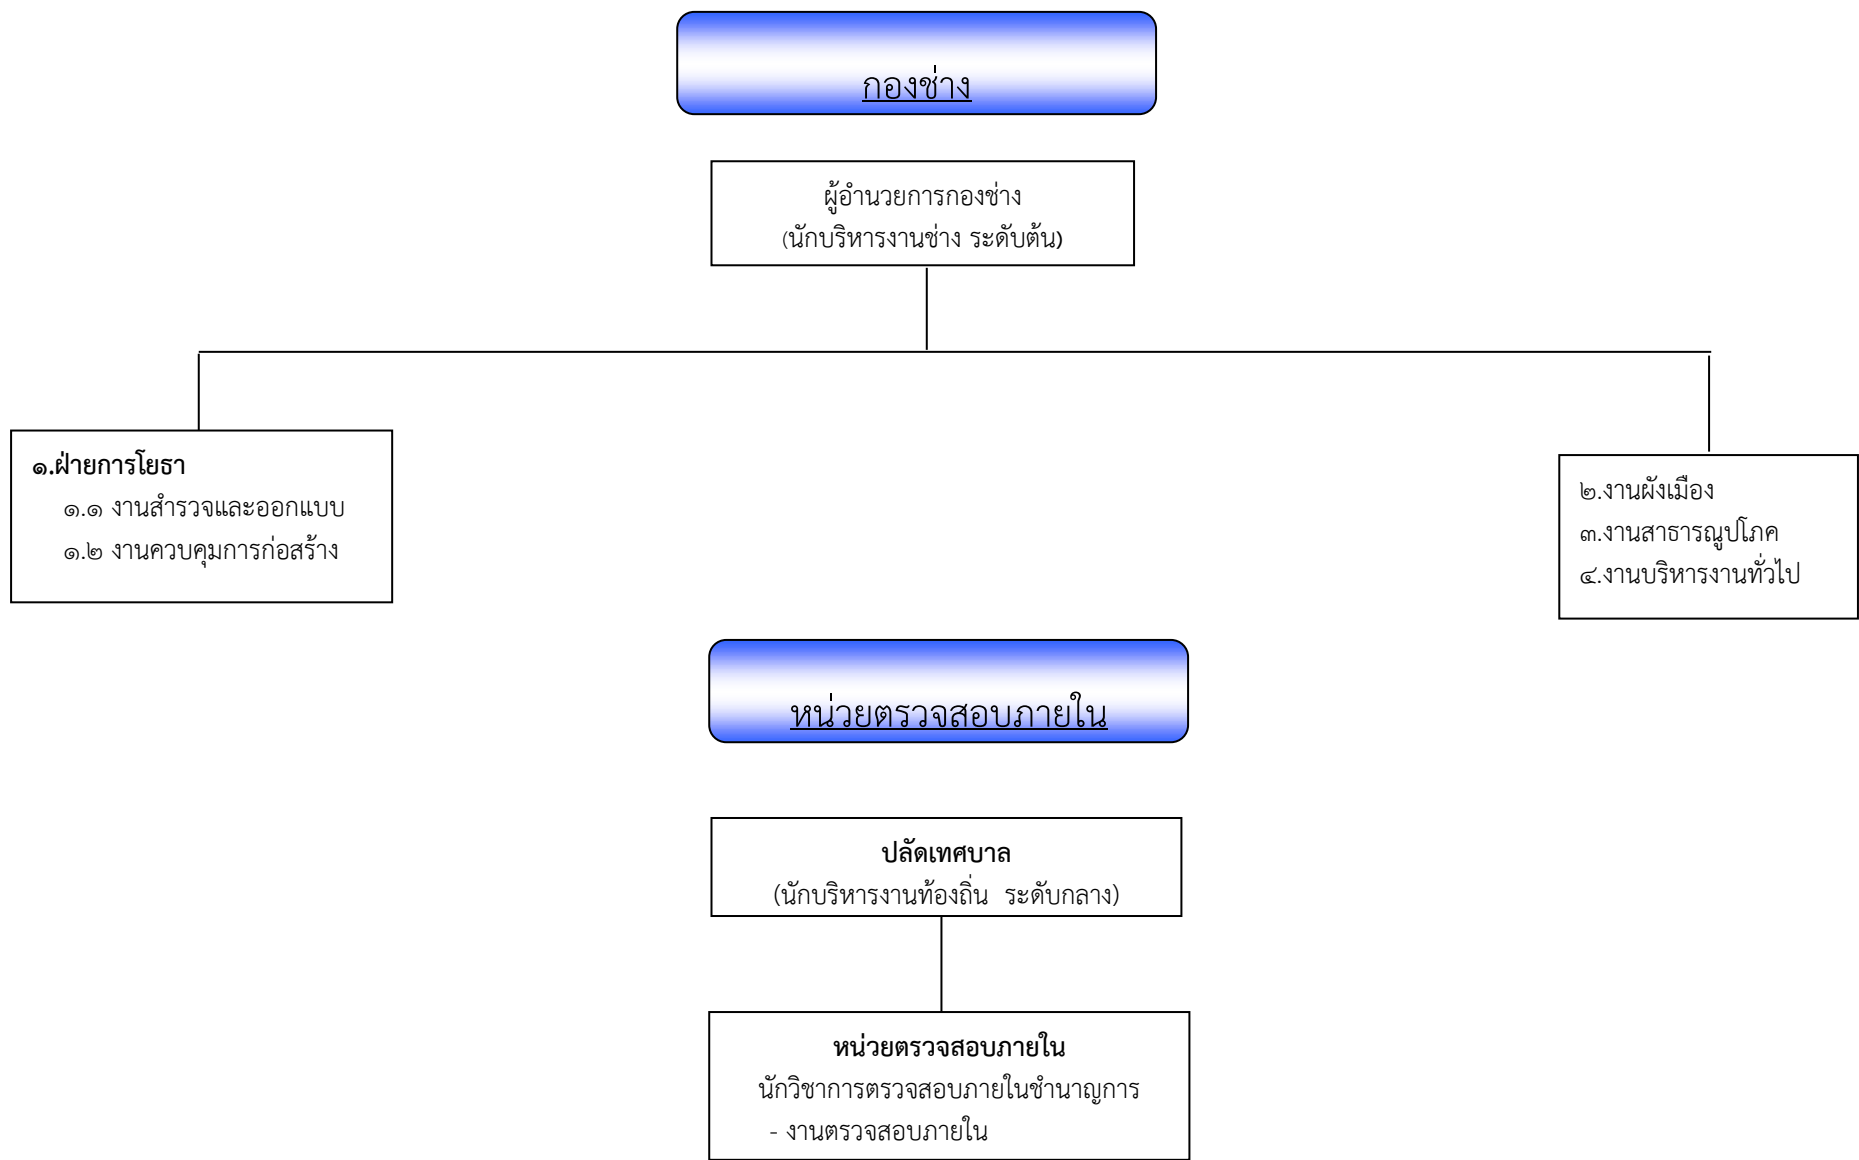 กองช่าง
ผู้อำนวยการกองช่าง
(นักบริหารงานช่าง ระดับต้น)
๑.ฝ่ายการโยธา
๑.๑ งานสำรวจและออกแบบ
๑.๒ งานควบคุมการก่อสร้าง
๒.งานผังเมือง
๓.งานสาธารณูปโภค
๔.งานบริหารงานทั่วไป
หน่วยตรวจสอบภายใน
ปลัดเทศบาล
(นักบริหารงานท้องถิ่น ระดับกลาง)
หน่วยตรวจสอบภายใน
นักวิชาการตรวจสอบภายในชำนาญการ
- งานตรวจสอบภายใน